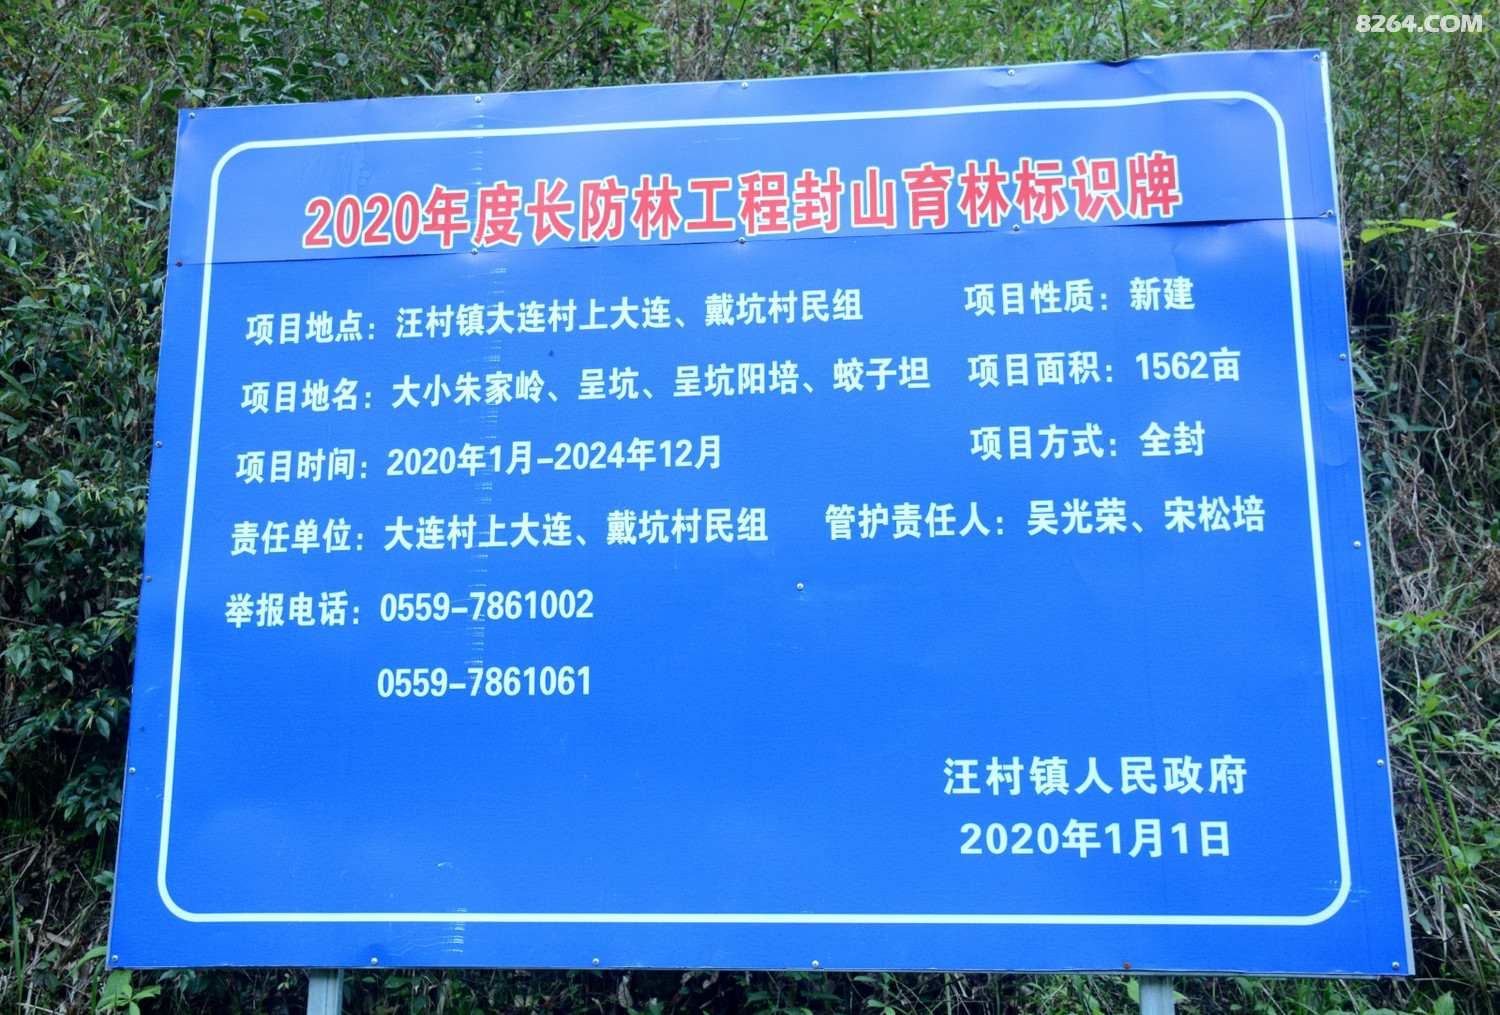 8264.COM
2020年度长防林工程封山育林标识牌
项目地点：汪村镇大连村上大连、戴坑村民组 项目性质：新建
项目地名：大小朱家岭、呈坑、呈坑阳培、蛟子坦 项目面积：1562亩
项目时间：2020年1月-2024年12月 项目方式：全封
责任单位：大连村上大连、戴坑村民组 管护责任人：吴光荣、宋松培
举报电话：0559-7861002
0559-7861061
汪村镇人民政府
2020年1月1日